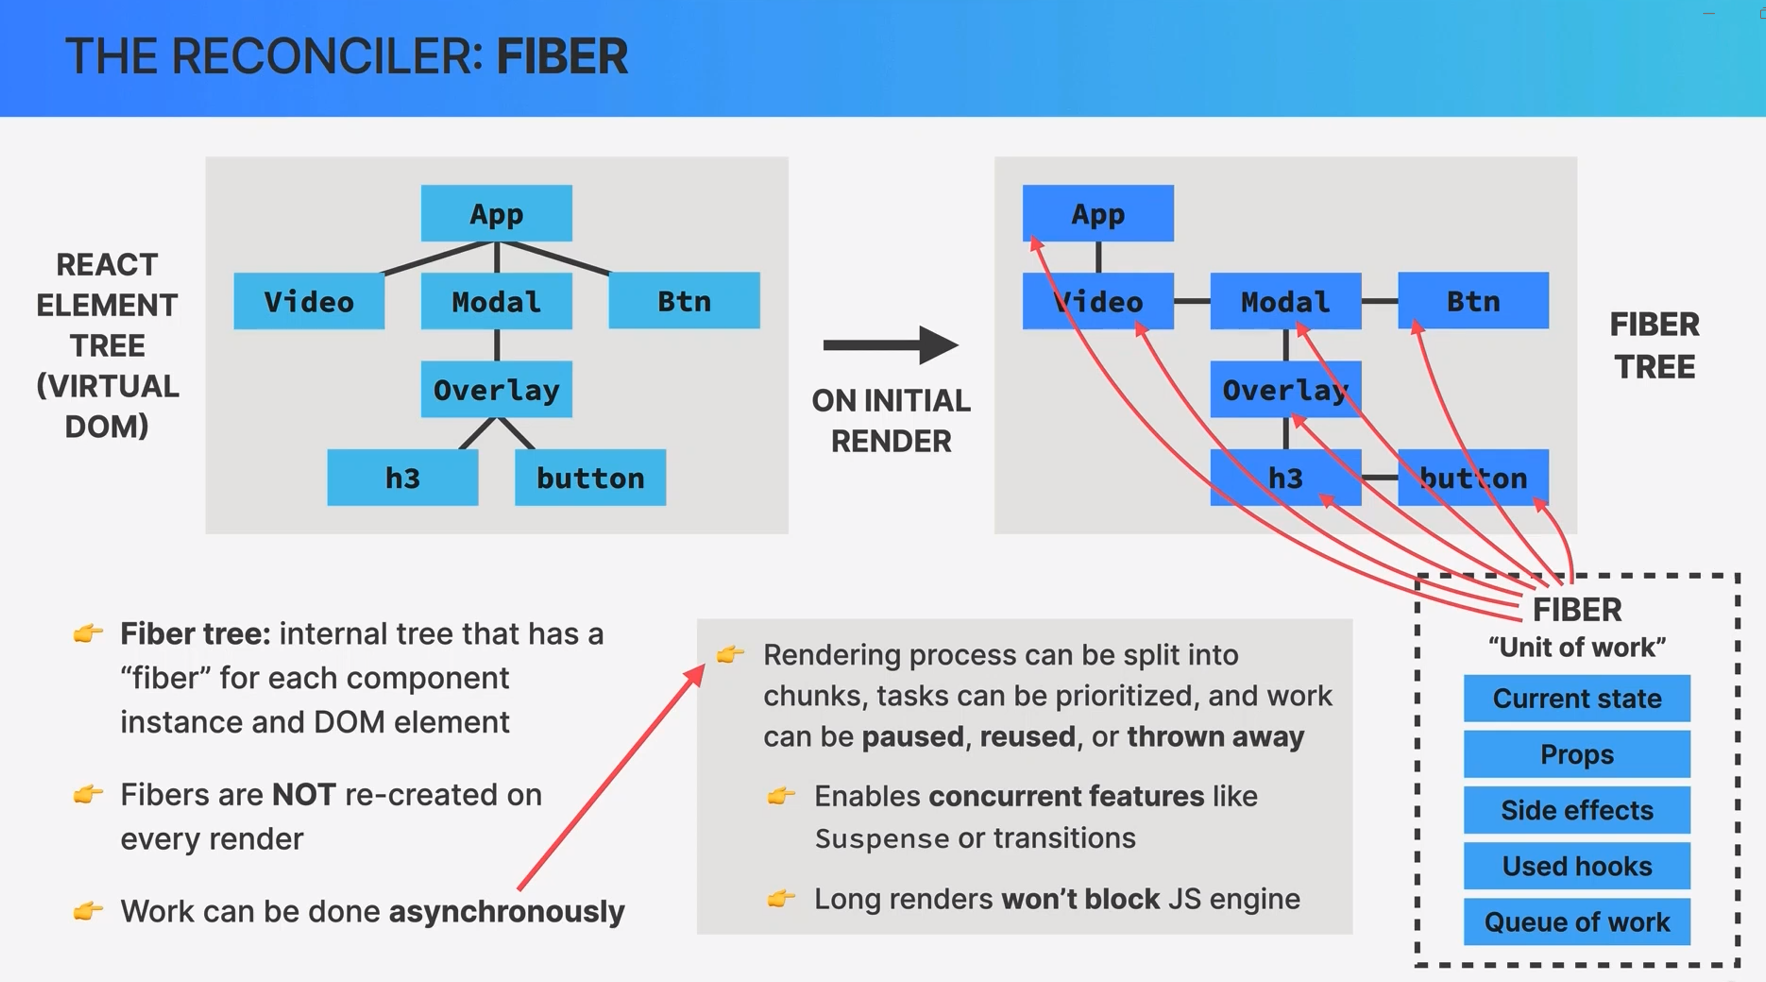 THE RECONCILER: FIBER
REACT
ELEMENT
TREE
(VIRTUAL
DOM)
App
Video
Modal
Btn
Overlay
h3
button
ON INITIAL
RENDER
App
Video
Modal
Btn
Overlay
h3
button
FIBER
TREE
👉 Fiber tree: internal tree that has a
“fiber” for each component
instance and DOM element
👉 Fibers are NOT re-created on
every render
👉 Work can be done asynchronously
👉 Rendering process can be split into
chunks, tasks can be prioritized, and work
can be paused, reused, or thrown away
👉 Enables concurrent features like
Suspense or transitions
👉 Long renders won’t block JS engine
FIBER
“Unit of work”
Current state
Props
Side effects
Used hooks
Queue of work